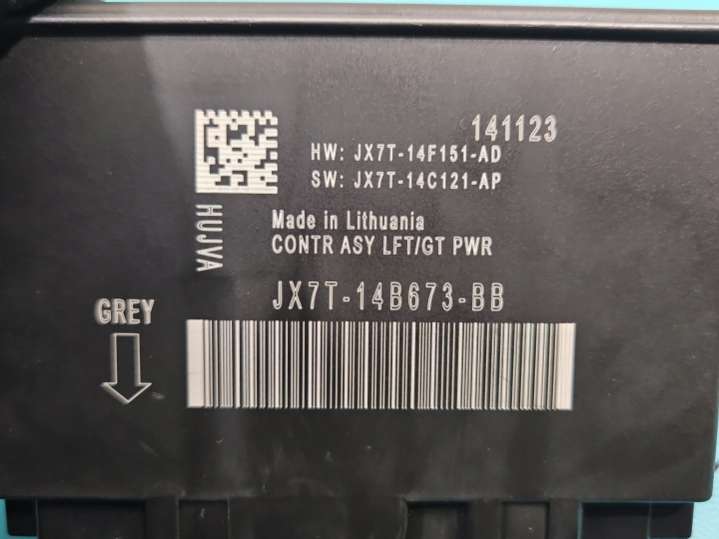 141123
HW: JX7T-14F151-AD
SW: JX7T-14C121-AP
HUJVA
Made in Lithuania
CONTR ASY LFT/GT PWR
JX7T-14B673-BB
GREY